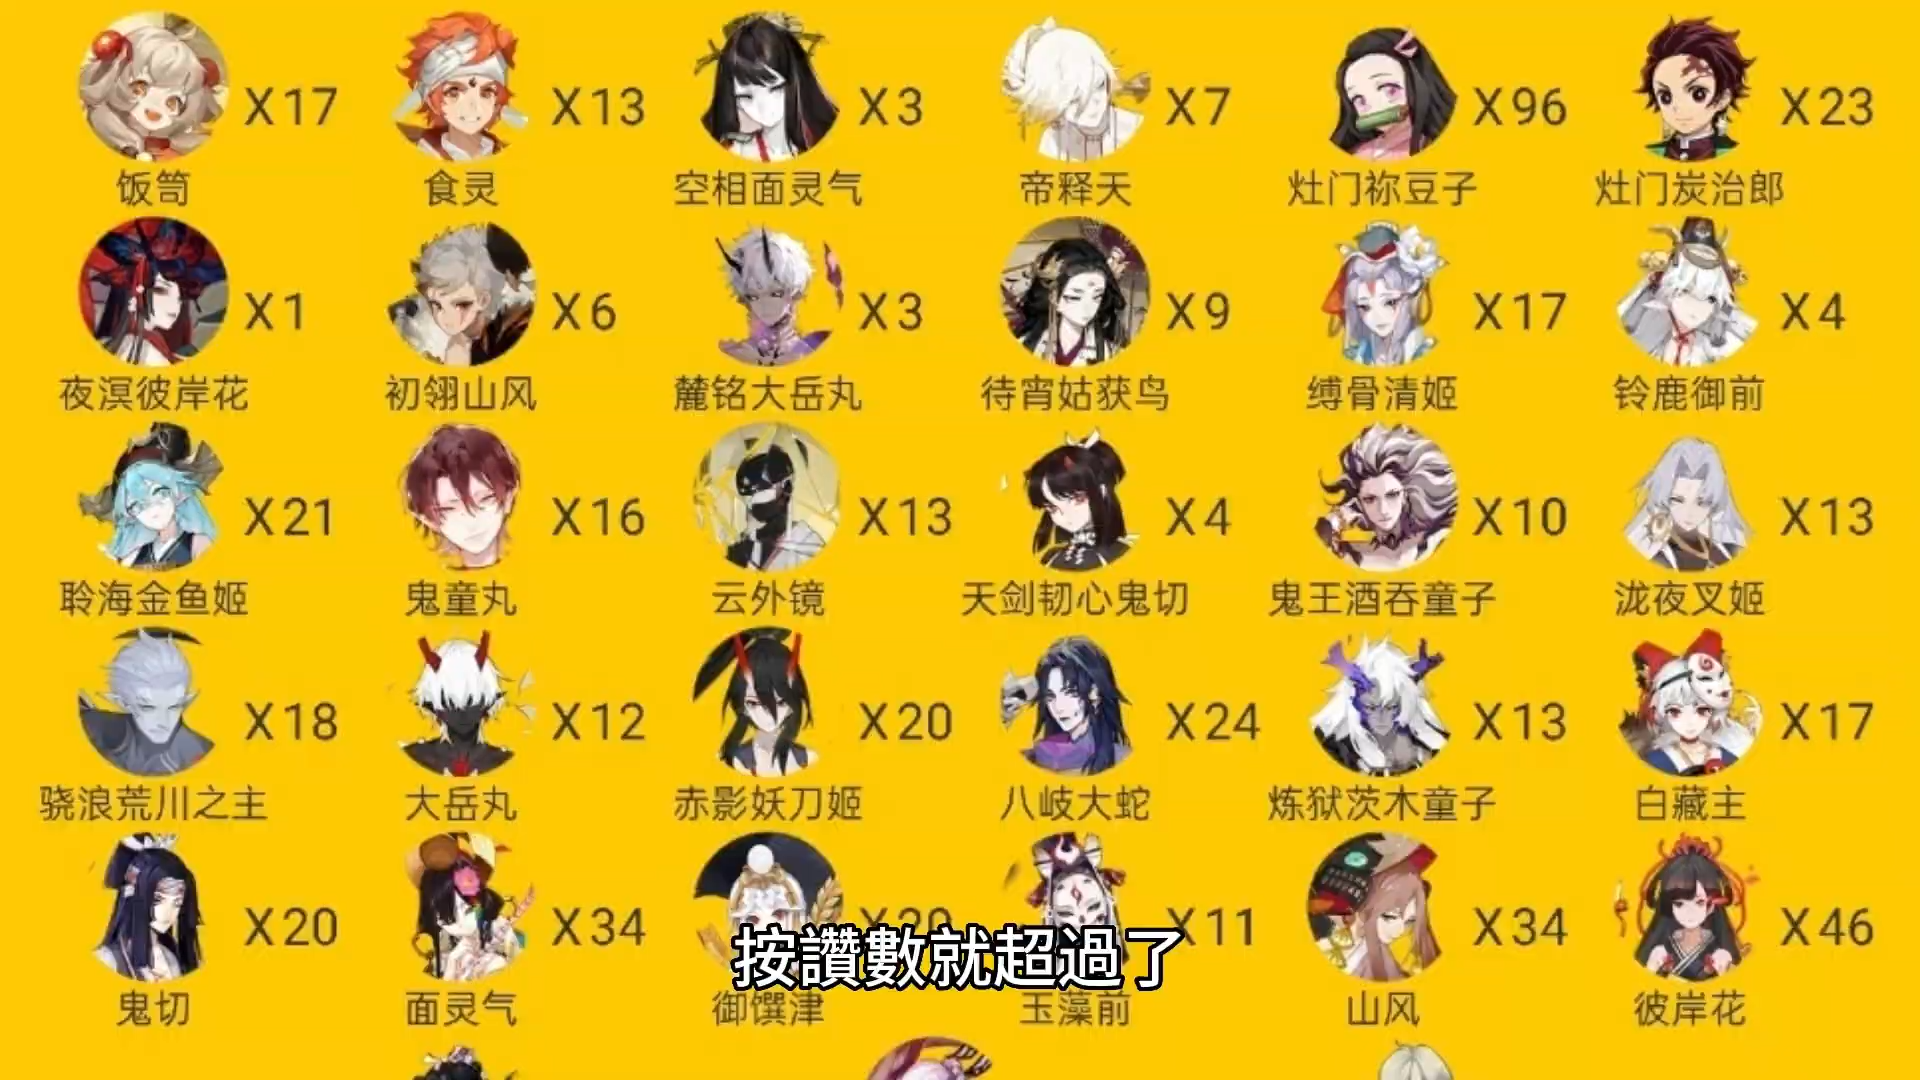 X17 X13 X3 X7 X96 X23
饭笥 食灵 空相面灵气 帝释天 灶门祢豆子 灶门炭治郎
X1 X6 X3 X9 X17 X4
夜溟彼岸花 初翎山风 麓铭大岳丸 待宵姑获鸟 缚骨清姬 铃鹿御前
X21 X16 X13 X4 X10 X13
聆海金鱼姬 鬼童丸 云外镜 天剑韧心鬼切 鬼王酒吞童子 泷夜叉姬
X18 X12 X20 X24 X13 X17
骁浪荒川之主 大岳丸 赤影妖刀姬 八岐大蛇 炼狱茨木童子 白藏主
X20 X34 X11 X34 X46
按讚數就超過了
鬼切 面灵气 御馔津 玉藻前 山风 彼岸花